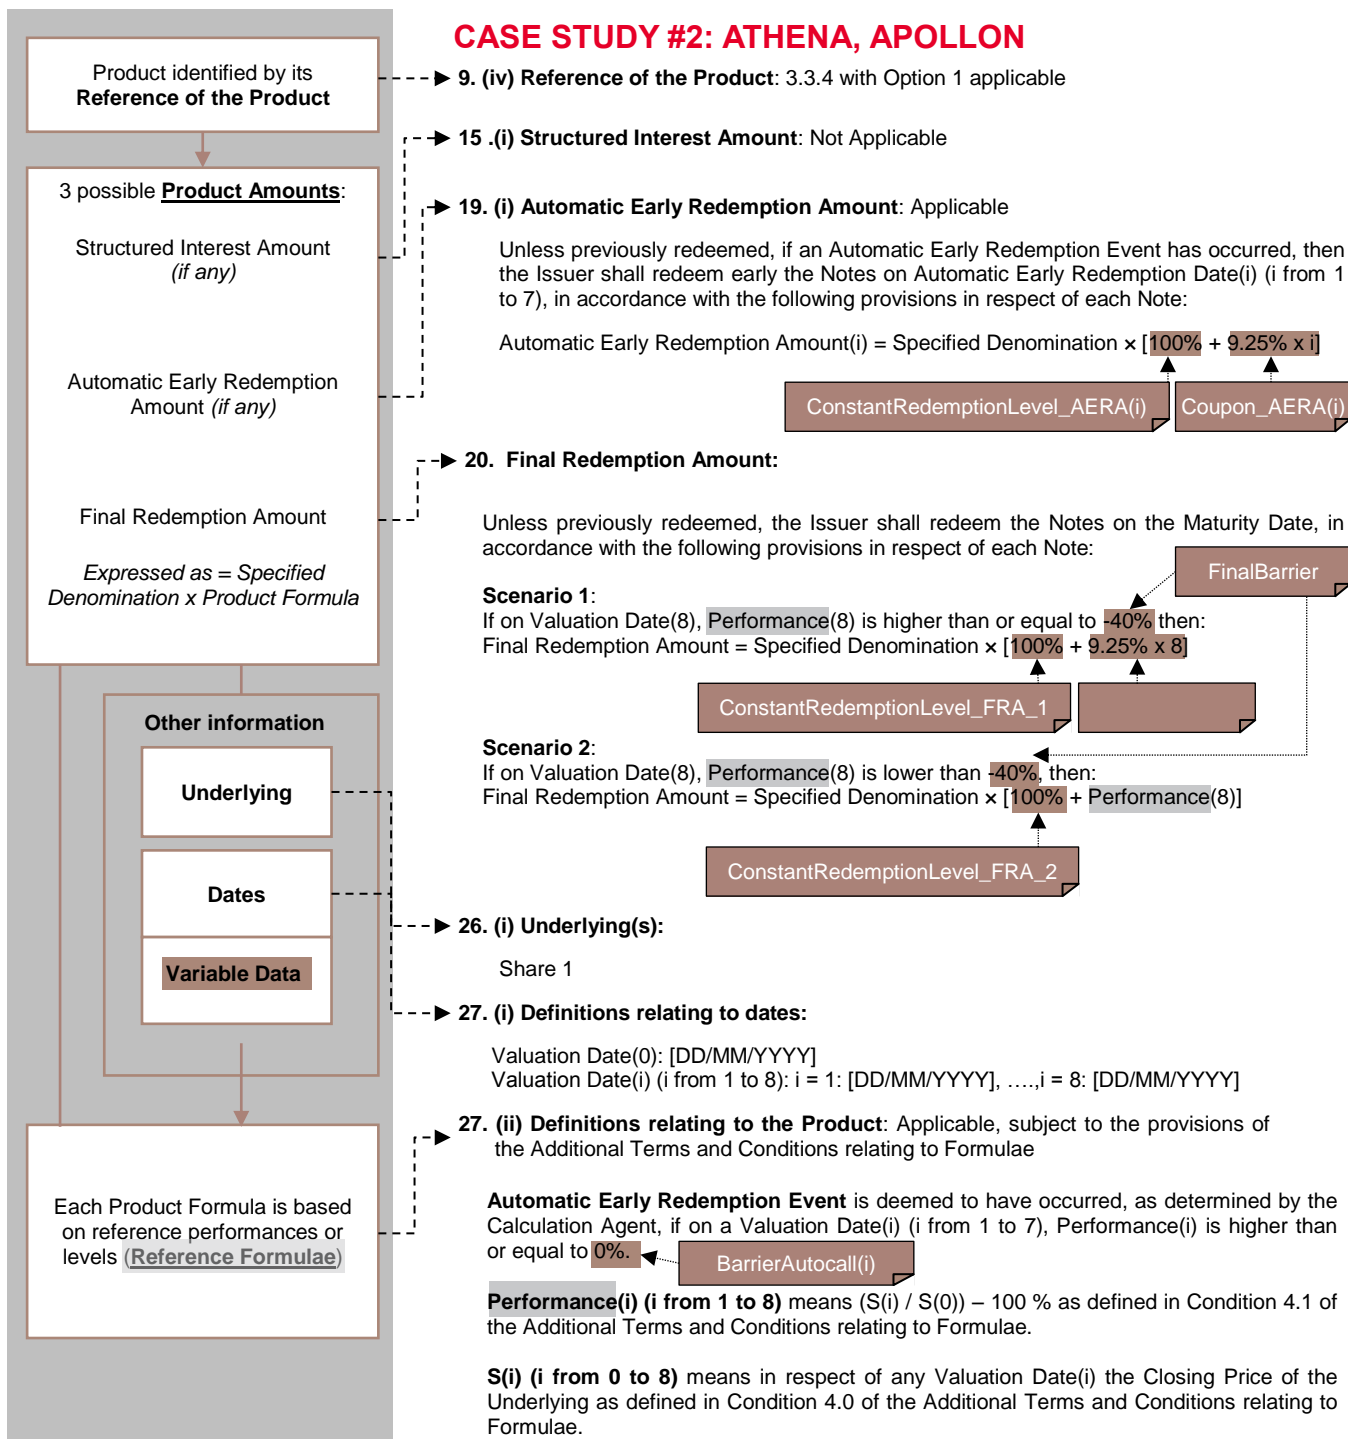 CASE STUDY #2: ATHENA, APOLLON
Product identified by its
Reference of the Product
3 possible Product Amounts:
Structured Interest Amount
(if any)
Automatic Early Redemption
Amount (if any)
Final Redemption Amount
Expressed as = Specified
Denomination x Product Formula
Other information
Underlying
Dates
Variable Data
Each Product Formula is based
on reference performances or
levels (Reference Formulae)
9. (iv) Reference of the Product: 3.3.4 with Option 1 applicable
15 .(i) Structured Interest Amount: Not Applicable
19. (i) Automatic Early Redemption Amount: Applicable
Unless previously redeemed, if an Automatic Early Redemption Event has occurred, then
the Issuer shall redeem early the Notes on Automatic Early Redemption Date(i) (i from 1
to 7), in accordance with the following provisions in respect of each Note:
Automatic Early Redemption Amount(i) = Specified Denomination × [100% + 9.25% x i]
ConstantRedemptionLevel_AERA(i)
Coupon_AERA(i)
20. Final Redemption Amount:
Unless previously redeemed, the Issuer shall redeem the Notes on the Maturity Date, in
accordance with the following provisions in respect of each Note:
FinalBarrier
Scenario 1:
If on Valuation Date(8), Performance(8) is higher than or equal to -40% then:
Final Redemption Amount = Specified Denomination × [100% + 9.25% x 8]
ConstantRedemptionLevel_FRA_1
Scenario 2:
If on Valuation Date(8), Performance(8) is lower than -40%, then:
Final Redemption Amount = Specified Denomination × [100% + Performance(8)]
ConstantRedemptionLevel_FRA_2
26. (i) Underlying(s):
Share 1
27. (i) Definitions relating to dates:
Valuation Date(0): [DD/MM/YYYY]
Valuation Date(i) (i from 1 to 8): i = 1: [DD/MM/YYYY], ….,i = 8: [DD/MM/YYYY]
27. (ii) Definitions relating to the Product: Applicable, subject to the provisions of
the Additional Terms and Conditions relating to Formulae
Automatic Early Redemption Event is deemed to have occurred, as determined by the
Calculation Agent, if on a Valuation Date(i) (i from 1 to 7), Performance(i) is higher than
or equal to 0%.
BarrierAutocall(i)
Performance(i) (i from 1 to 8) means (S(i) / S(0)) – 100 % as defined in Condition 4.1 of
the Additional Terms and Conditions relating to Formulae.
S(i) (i from 0 to 8) means in respect of any Valuation Date(i) the Closing Price of the
Underlying as defined in Condition 4.0 of the Additional Terms and Conditions relating to
Formulae.